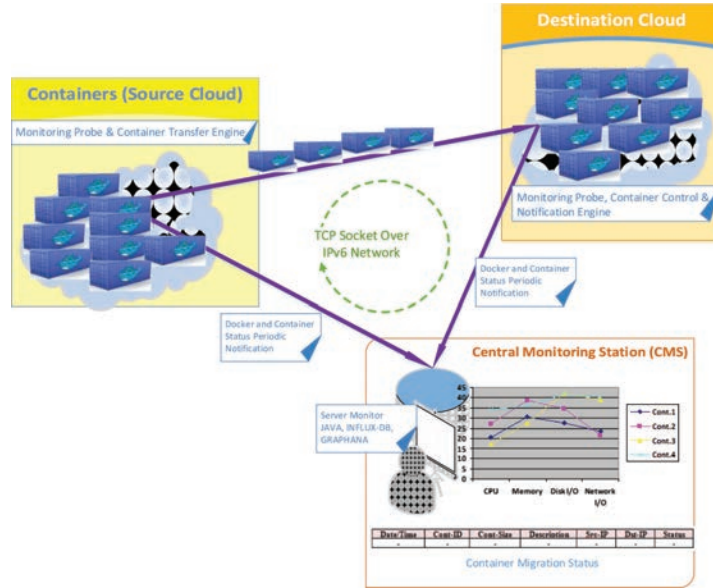 Destination Cloud
Containers (Source Cloud)
Monitoring Probe & Container Transfer Engine
Monitoring Probe, Container Control &
Notification Engine
TCP Socket Over
IPv6 Network
Docker and Container
Status Periodic
Notification
Docker and Container
Status Periodic
Notification
Central Monitoring Station (CMS)
Server Monitor
JAVA, INFLUX-DB,
GRAPHANA
45
40
35
30
25
20
15
10
5
0
CPU Memory Disk I/O Network
I/O
Cont.1
Cont.2
Cont.3
Cont.4
Date/Time Cont-ID Cont-Size Description Src-IP Dst-IP Status
- - - - - - -
Container Migration Status